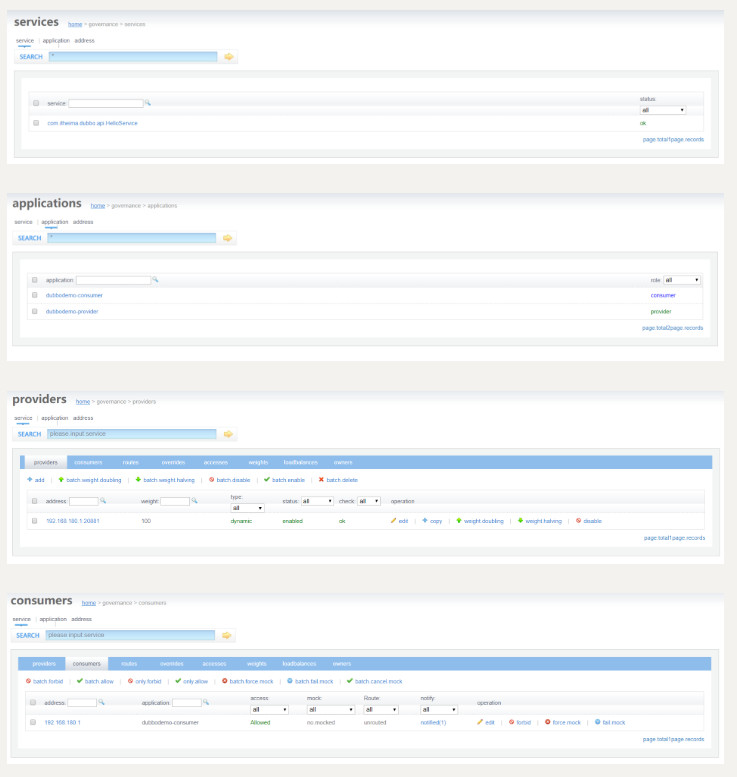 services home > governance > services
service | application address
SEARCH *
service:
status:
all
com.itheima.dubbo.api.HelloService
ok
page.total1page.records
applications home > governance > applications
service | application address
SEARCH *
application:
role: all
dubbodemo-consumer consumer
dubbodemo-provider provider
page.total2page.records
providers home > governance > providers
service | application address
SEARCH please.input.service
providers consumers routes overrides accesses weights loadbalances owners
add | batch.weight.doubling | batch.weight.halving | batch.disable | batch.enable | batch.delete
address: weight: type: all status: all check: all operation
192.168.180.1:20881 100 dynamic enabled ok edit | copy | weight.doubling | weight.halving | disable
page.total1page.records
consumers home > governance > consumers
service | application address
SEARCH please.input.service
providers consumers routes overrides accesses weights loadbalances owners
batch.forbid | batch.allow | only.forbid | only.allow | batch.force.mock | batch.fail.mock | batch.cancel.mock
address: application: access: all mock: all Route: all notify all operation
192.168.180.1 dubbodemo-consumer Allowed no.mocked unrouted notified(1) edit | forbid | force.mock | fail.mock
page.total1page.records